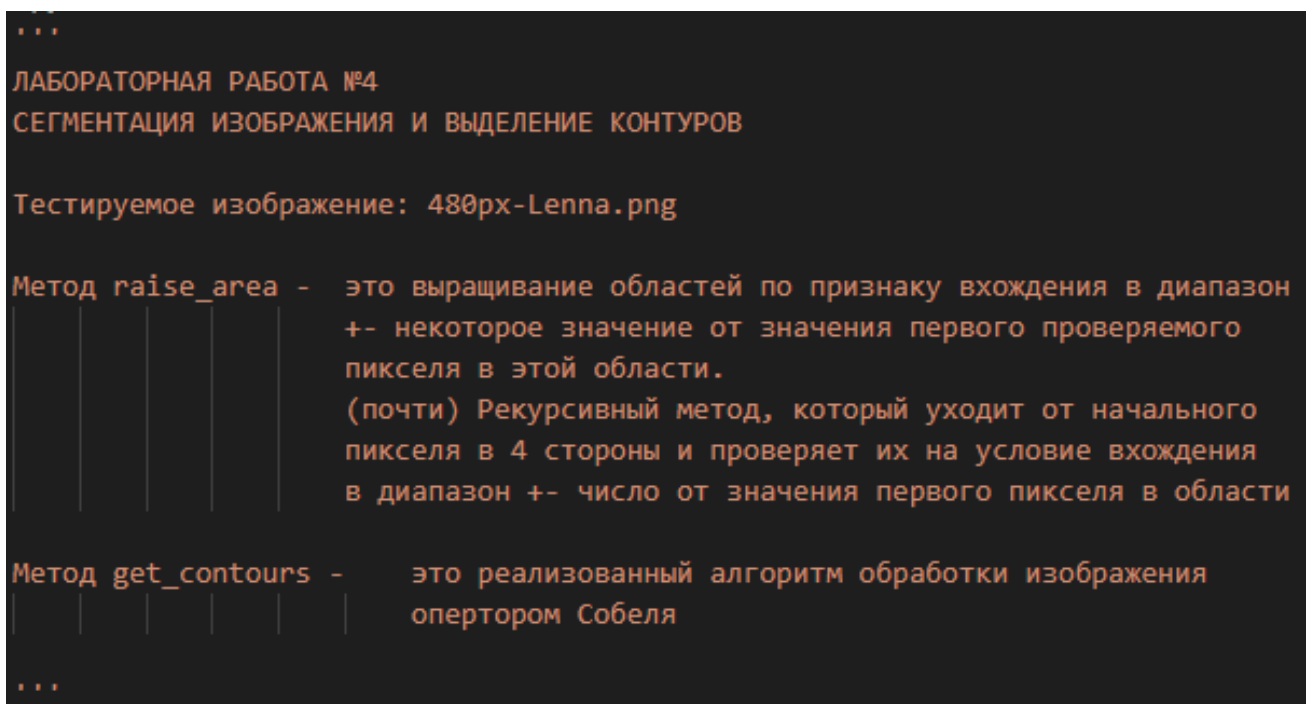 '''
ЛАБОРАТОРНАЯ РАБОТА №4
СЕГМЕНТАЦИЯ ИЗОБРАЖЕНИЯ И ВЫДЕЛЕНИЕ КОНТУРОВ
Тестируемое изображение: 480px-Lenna.png
Метод raise_area - это выращивание областей по признаку вхождения в диапазон
+- некоторое значение от значения первого проверяемого
пикселя в этой области.
(почти) Рекурсивный метод, который уходит от начального
пикселя в 4 стороны и проверяет их на условие вхождения
в диапазон +- число от значения первого пикселя в области
Метод get_contours - это реализованный алгоритм обработки изображения
опертором Собеля
'''